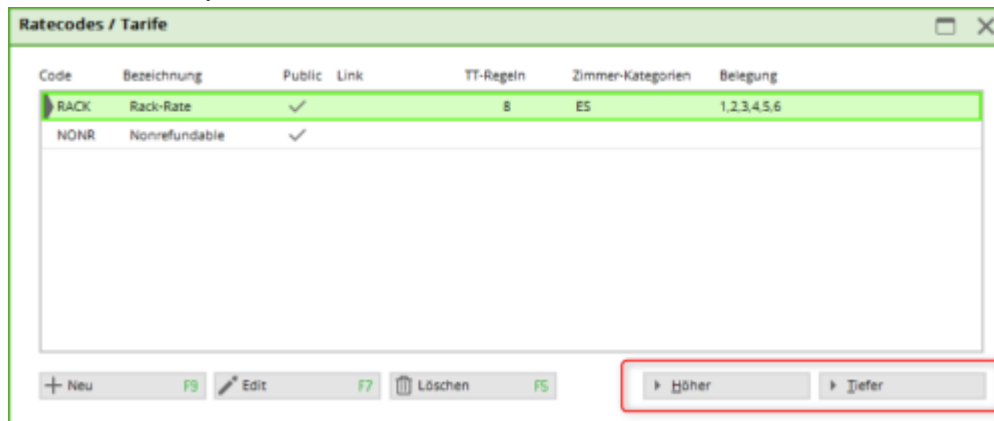 Ratecodes / Tarife
Code Bezeichnung Public Link TT-Regeln Zimmer-Kategorien Belegung
RACK Rack-Rate 8 ES 1,2,3,4,5,6
NONR Nonrefundable
Neu F9 Edit F7 Löschen F5 Höher Tiefer